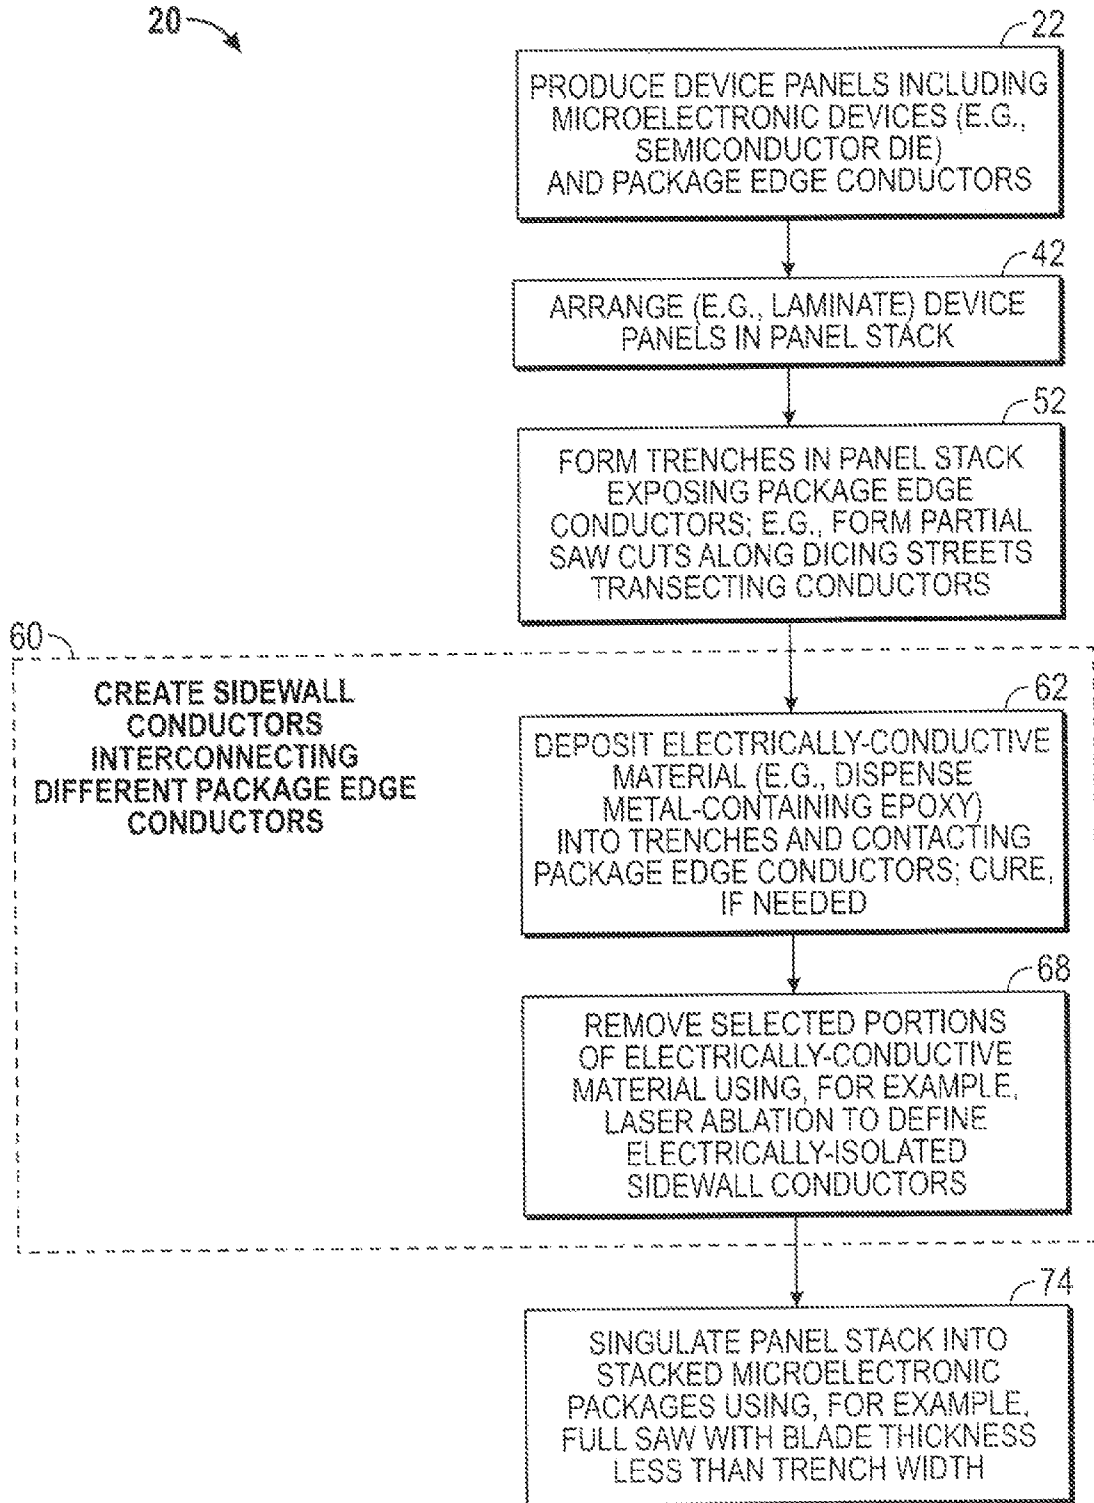 20
22
PRODUCE DEVICE PANELS INCLUDING
MICROELECTRONIC DEVICES (E.G.,
SEMICONDUCTOR DIE)
AND PACKAGE EDGE CONDUCTORS
42
ARRANGE (E.G., LAMINATE) DEVICE
PANELS IN PANEL STACK
52
FORM TRENCHES IN PANEL STACK
EXPOSING PACKAGE EDGE
CONDUCTORS; E.G., FORM PARTIAL
SAW CUTS ALONG DICING STREETS
TRANSECTING CONDUCTORS
60
CREATE SIDEWALL
CONDUCTORS
INTERCONNECTING
DIFFERENT PACKAGE EDGE
CONDUCTORS
62
DEPOSIT ELECTRICALLY-CONDUCTIVE
MATERIAL (E.G., DISPENSE
METAL-CONTAINING EPOXY)
INTO TRENCHES AND CONTACTING
PACKAGE EDGE CONDUCTORS; CURE,
IF NEEDED
68
REMOVE SELECTED PORTIONS
OF ELECTRICALLY-CONDUCTIVE
MATERIAL USING, FOR EXAMPLE,
LASER ABLATION TO DEFINE
ELECTRICALLY-ISOLATED
SIDEWALL CONDUCTORS
74
SINGULATE PANEL STACK INTO
STACKED MICROELECTRONIC
PACKAGES USING, FOR EXAMPLE,
FULL SAW WITH BLADE THICKNESS
LESS THAN TRENCH WIDTH